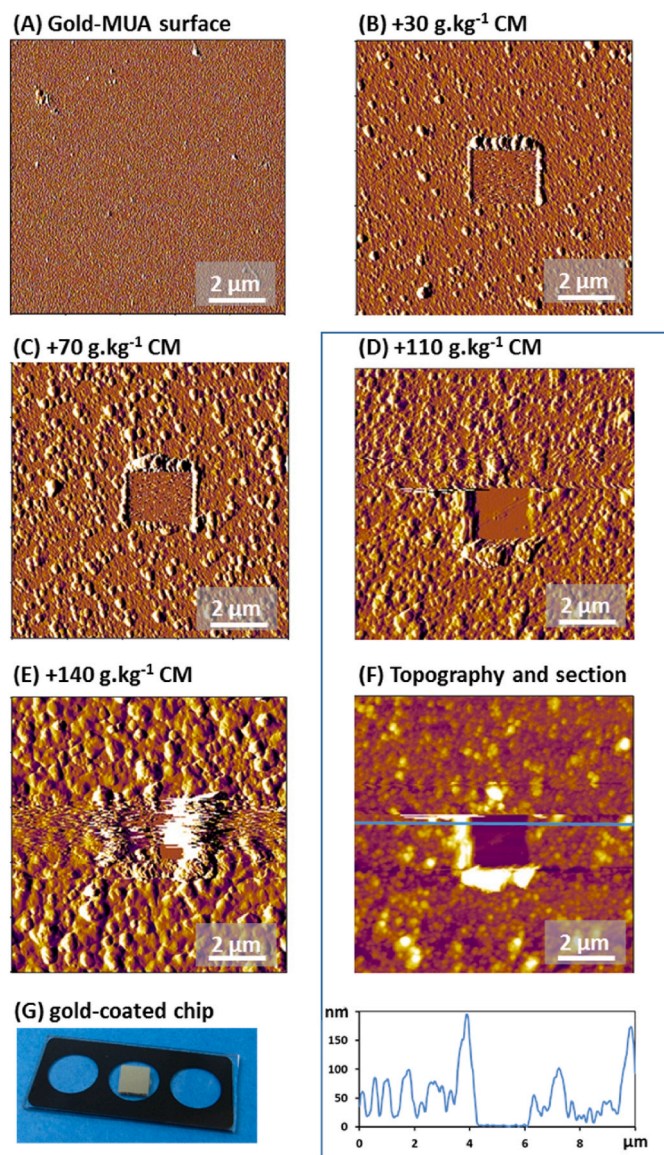 (A) Gold-MUA surface
(B) +30 g.kg⁻¹ CM
2 µm
2 µm
(C) +70 g.kg⁻¹ CM
(D) +110 g.kg⁻¹ CM
2 µm
2 µm
(E) +140 g.kg⁻¹ CM
(F) Topography and section
2 µm
2 µm
(G) gold-coated chip
nm
150
100
50
0
0 2 4 6 8 µm